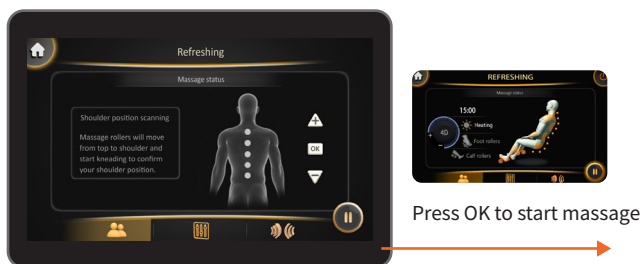 Refreshing
Massage status
Shoulder position scanning
Massage rollers will move
from top to shoulder and
start kneading to confirm
your shoulder position.
OK
REFRESHING
Massage status
15:00
Heating
4D
Foot rollers
Calf rollers
Press OK to start massage